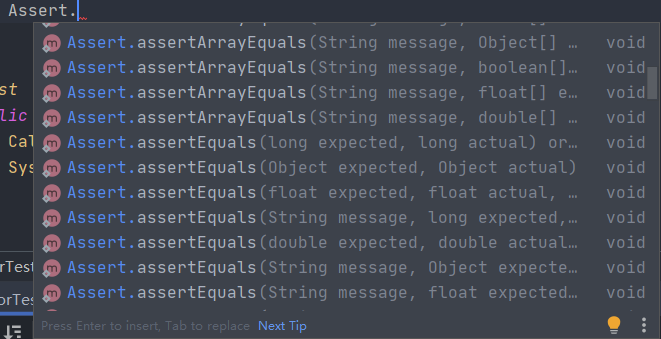 Assert.
Assert.assertArrayEquals(String message, Object[] … void
Assert.assertArrayEquals(String message, boolean[]… void
Assert.assertArrayEquals(String message, float[] e… void
Assert.assertArrayEquals(String message, double[] … void
Assert.assertEquals(long expected, long actual) or… void
Assert.assertEquals(Object expected, Object actual) void
Assert.assertEquals(float expected, float actual, … void
Assert.assertEquals(String message, long expected,… void
Assert.assertEquals(double expected, double actual… void
Assert.assertEquals(String message, Object expecte… void
Assert.assertEquals(String message, float expected… void
Press Enter to insert, Tab to replace Next Tip
st
lic
Cal
Sys
rTest
orTes